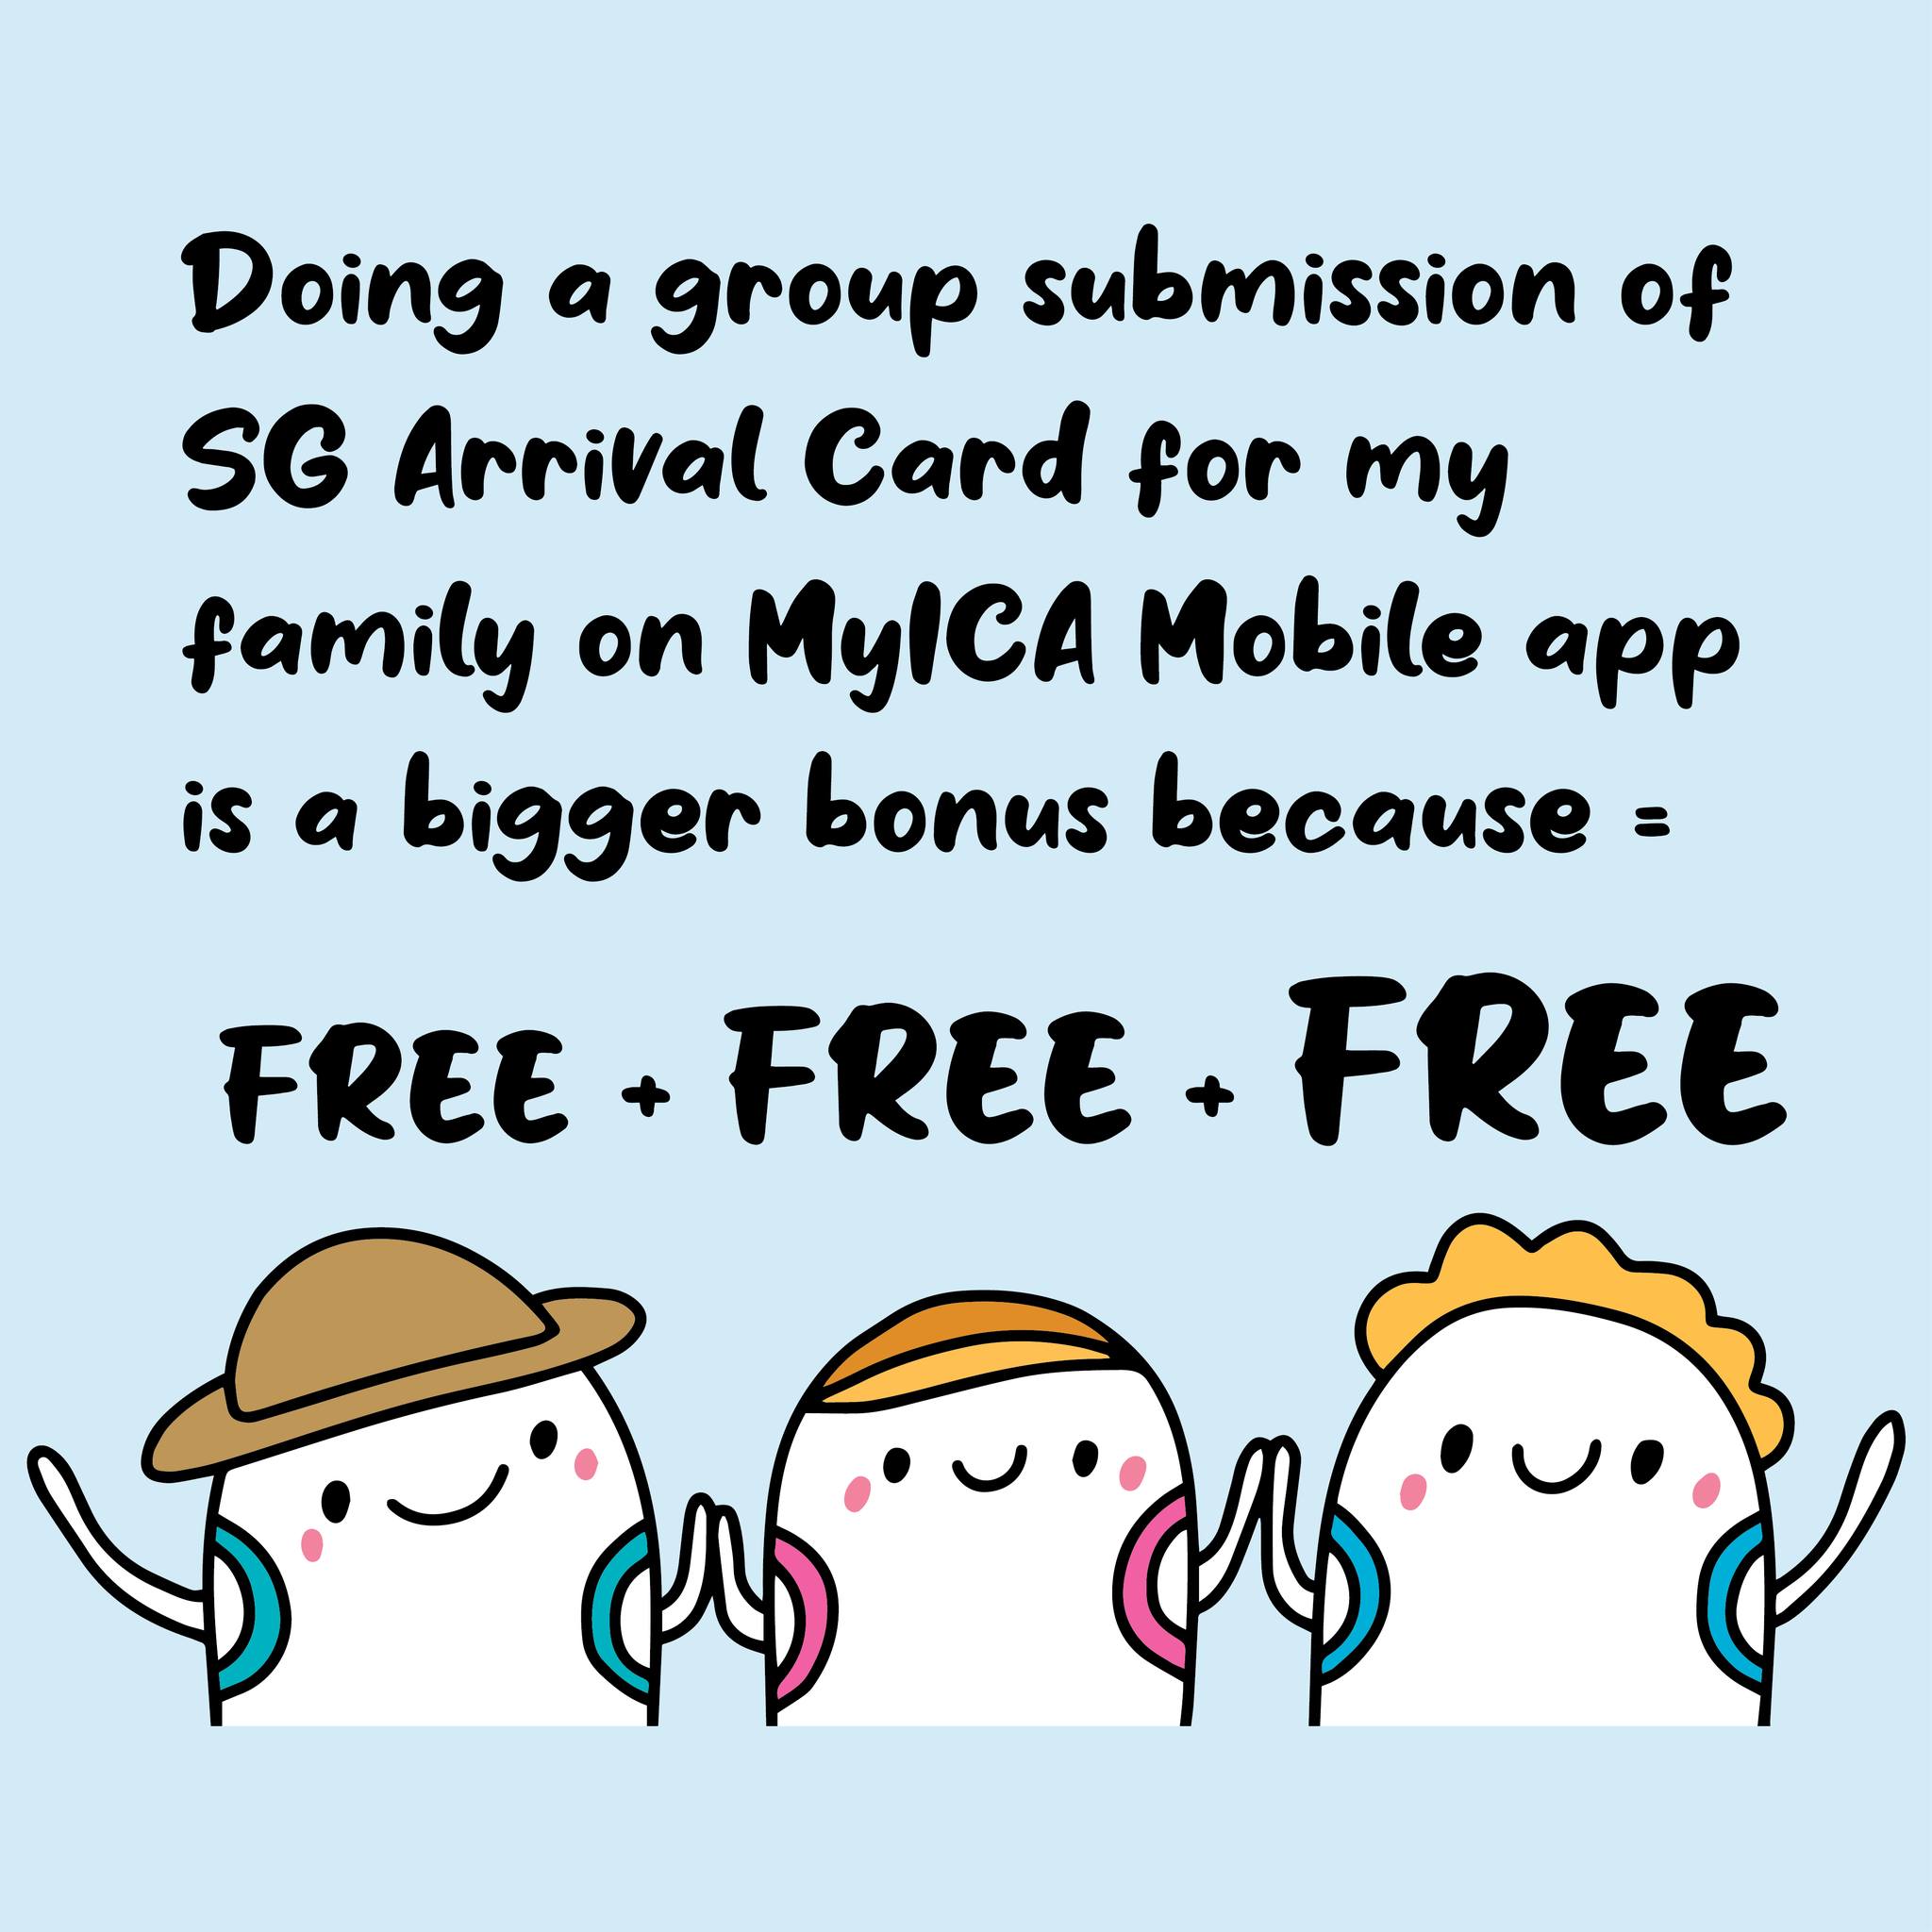 Doing a group submission of
SG Arrival Card for my
family on MyICA Mobile app
is a bigger bonus because =
FREE + FREE + FREE